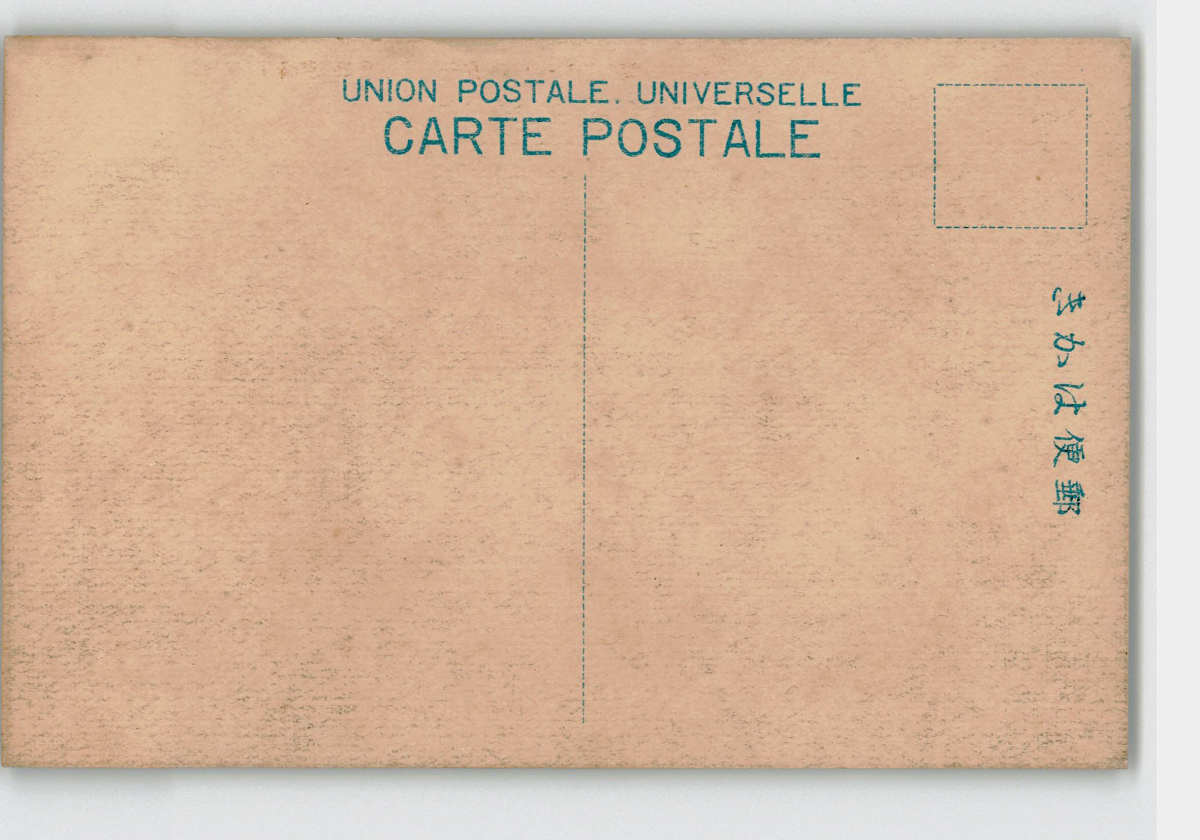 UNION POSTALE. UNIVERSELLE
CARTE POSTALE
郵便はかき